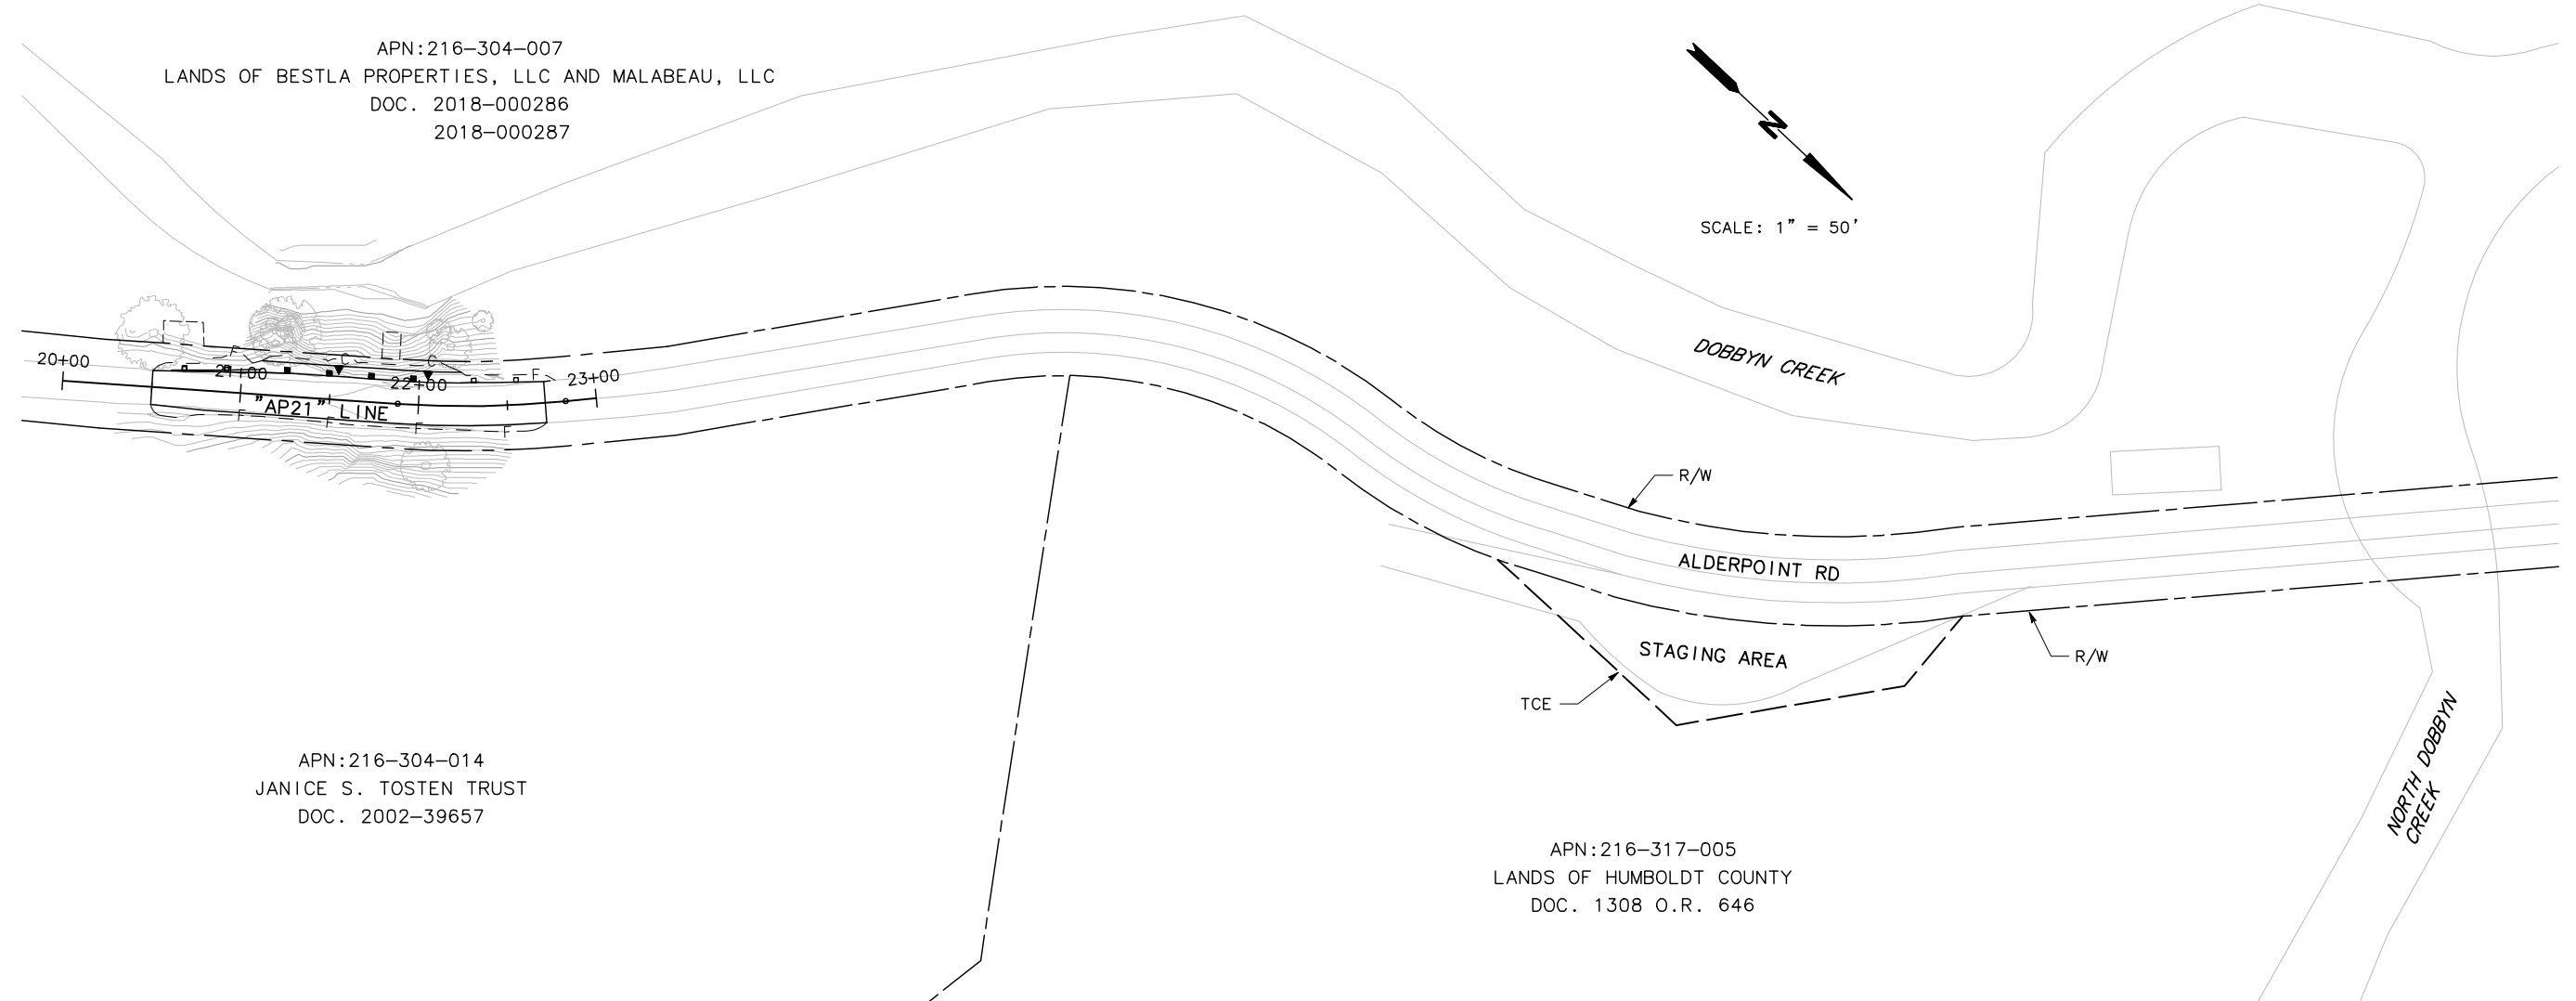 APN:216-304-007
LANDS OF BESTLA PROPERTIES, LLC AND MALABEAU, LLC
DOC. 2018-000286
2018-000287
N
SCALE: 1" = 50'
DOBBYN CREEK
20+00
21+00
22+00
23+00
"AP21" LINE
F
C
C
F
F
F
F
F
R/W
ALDERPOINT RD
STAGING AREA
R/W
TCE
NORTH DOBBYN
CREEK
APN:216-304-014
JANICE S. TOSTEN TRUST
DOC. 2002-39657
APN:216-317-005
LANDS OF HUMBOLDT COUNTY
DOC. 1308 O.R. 646